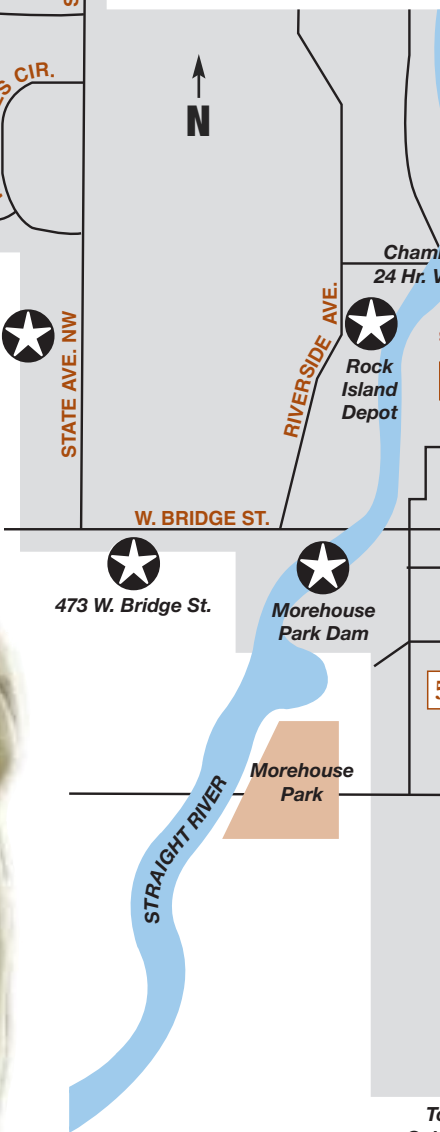 CIR.
N
24 Hr.
STATE AVE. NW
RIVERSIDE AVE.
Rock
Island
Depot
W. BRIDGE ST.
473 W. Bridge St.
Morehouse
Park Dam
Morehouse
Park
STRAIGHT RIVER